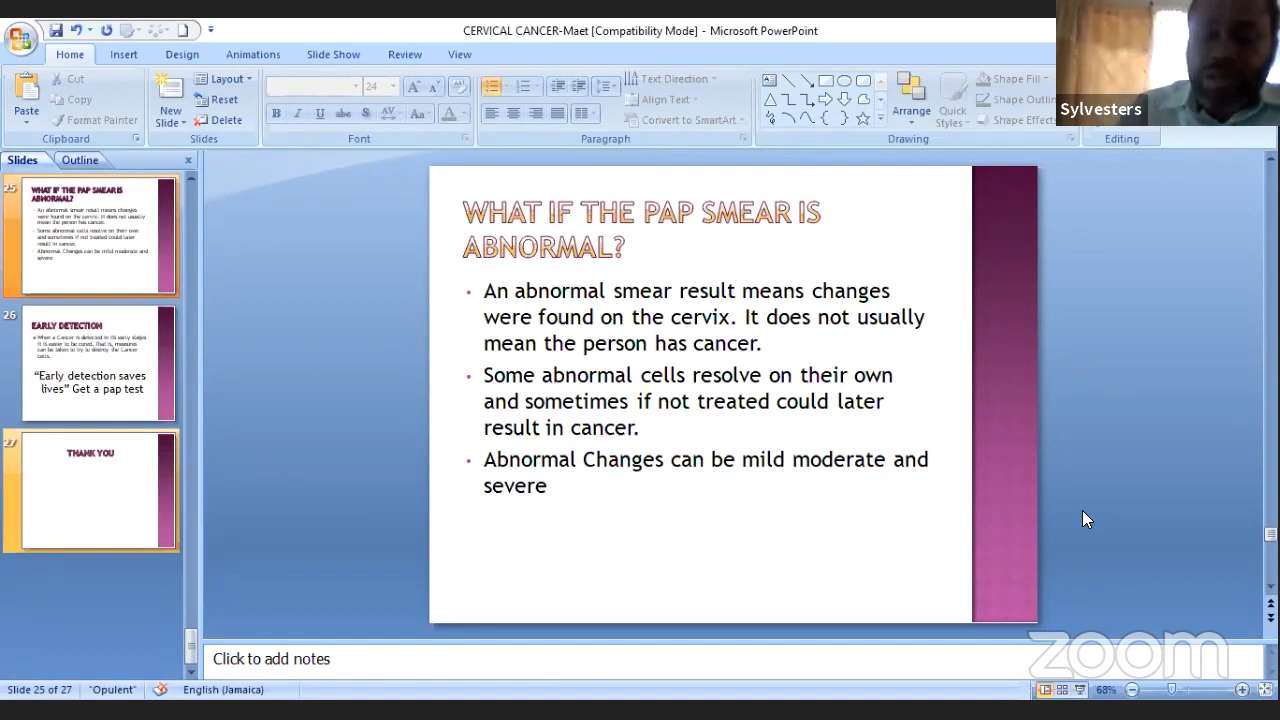 CERVICAL CANCER-Maet [Compatibility Mode] - Microsoft PowerPoint
Home Insert Design Animations Slide Show Review View
Paste
Cut
Copy
Format Painter
Clipboard
New Slide
Layout
Reset
Delete
Slides
24
B I U abc S AV Aa A
Font
Text Direction
Align Text
Convert to SmartArt
Paragraph
Arrange
Quick Styles
Shape Fill
Shape Outlin
Shape Effects
Drawing
Editing
Sylvesters
Slides Outline
25
WHAT IF THE PAP SMEAR IS
ABNORMAL?
An abnormal smear result means changes
were found on the cervix. It does not usually
mean the person has cancer.
Some abnormal cells resolve on their own
and sometimes if not treated could later
result in cancer.
Abnormal Changes can be mild moderate and
severe
26
EARLY DETECTION
When a Cancer is detected in its early stages
it is easier to be cured. That is, measures
can be taken to try to destroy the Cancer
cells.
“Early detection saves
lives” Get a pap test
27
THANK YOU
WHAT IF THE PAP SMEAR IS
ABNORMAL?
• An abnormal smear result means changes
were found on the cervix. It does not usually
mean the person has cancer.
• Some abnormal cells resolve on their own
and sometimes if not treated could later
result in cancer.
• Abnormal Changes can be mild moderate and
severe
Click to add notes
zoom
Slide 25 of 27 "Opulent" English (Jamaica) 68%